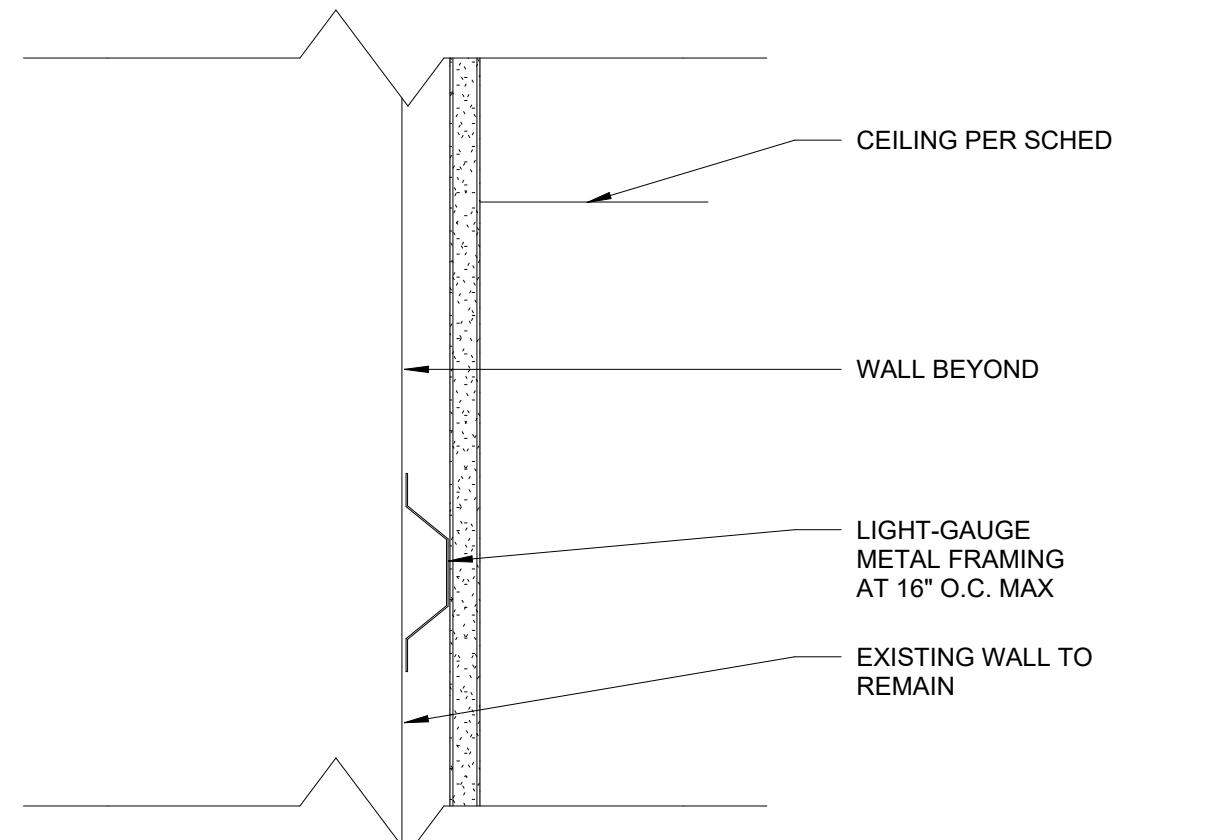 CEILING PER SCHED
WALL BEYOND
LIGHT-GAUGE
METAL FRAMING
AT 16" O.C. MAX
EXISTING WALL TO
REMAIN